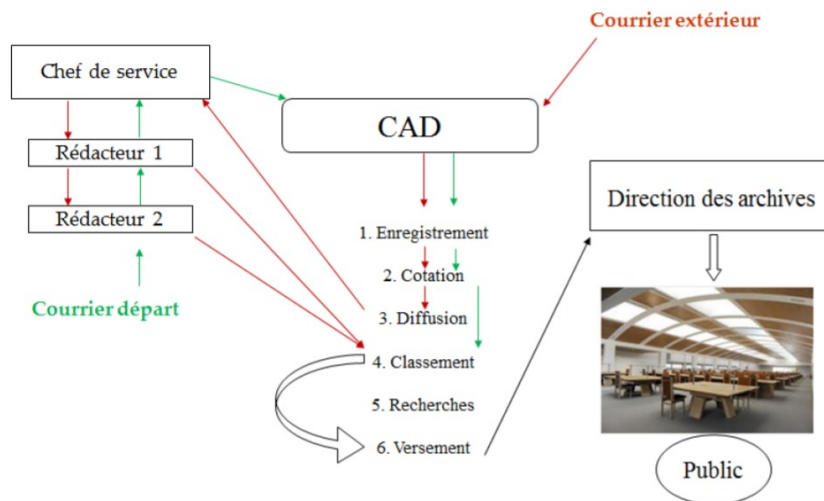 Courrier extérieur
Chef de service
CAD
Rédacteur 1
Direction des archives
Rédacteur 2
1. Enregistrement
2. Cotation
Courrier départ
3. Diffusion
4. Classement
5. Recherches
6. Versement
Public